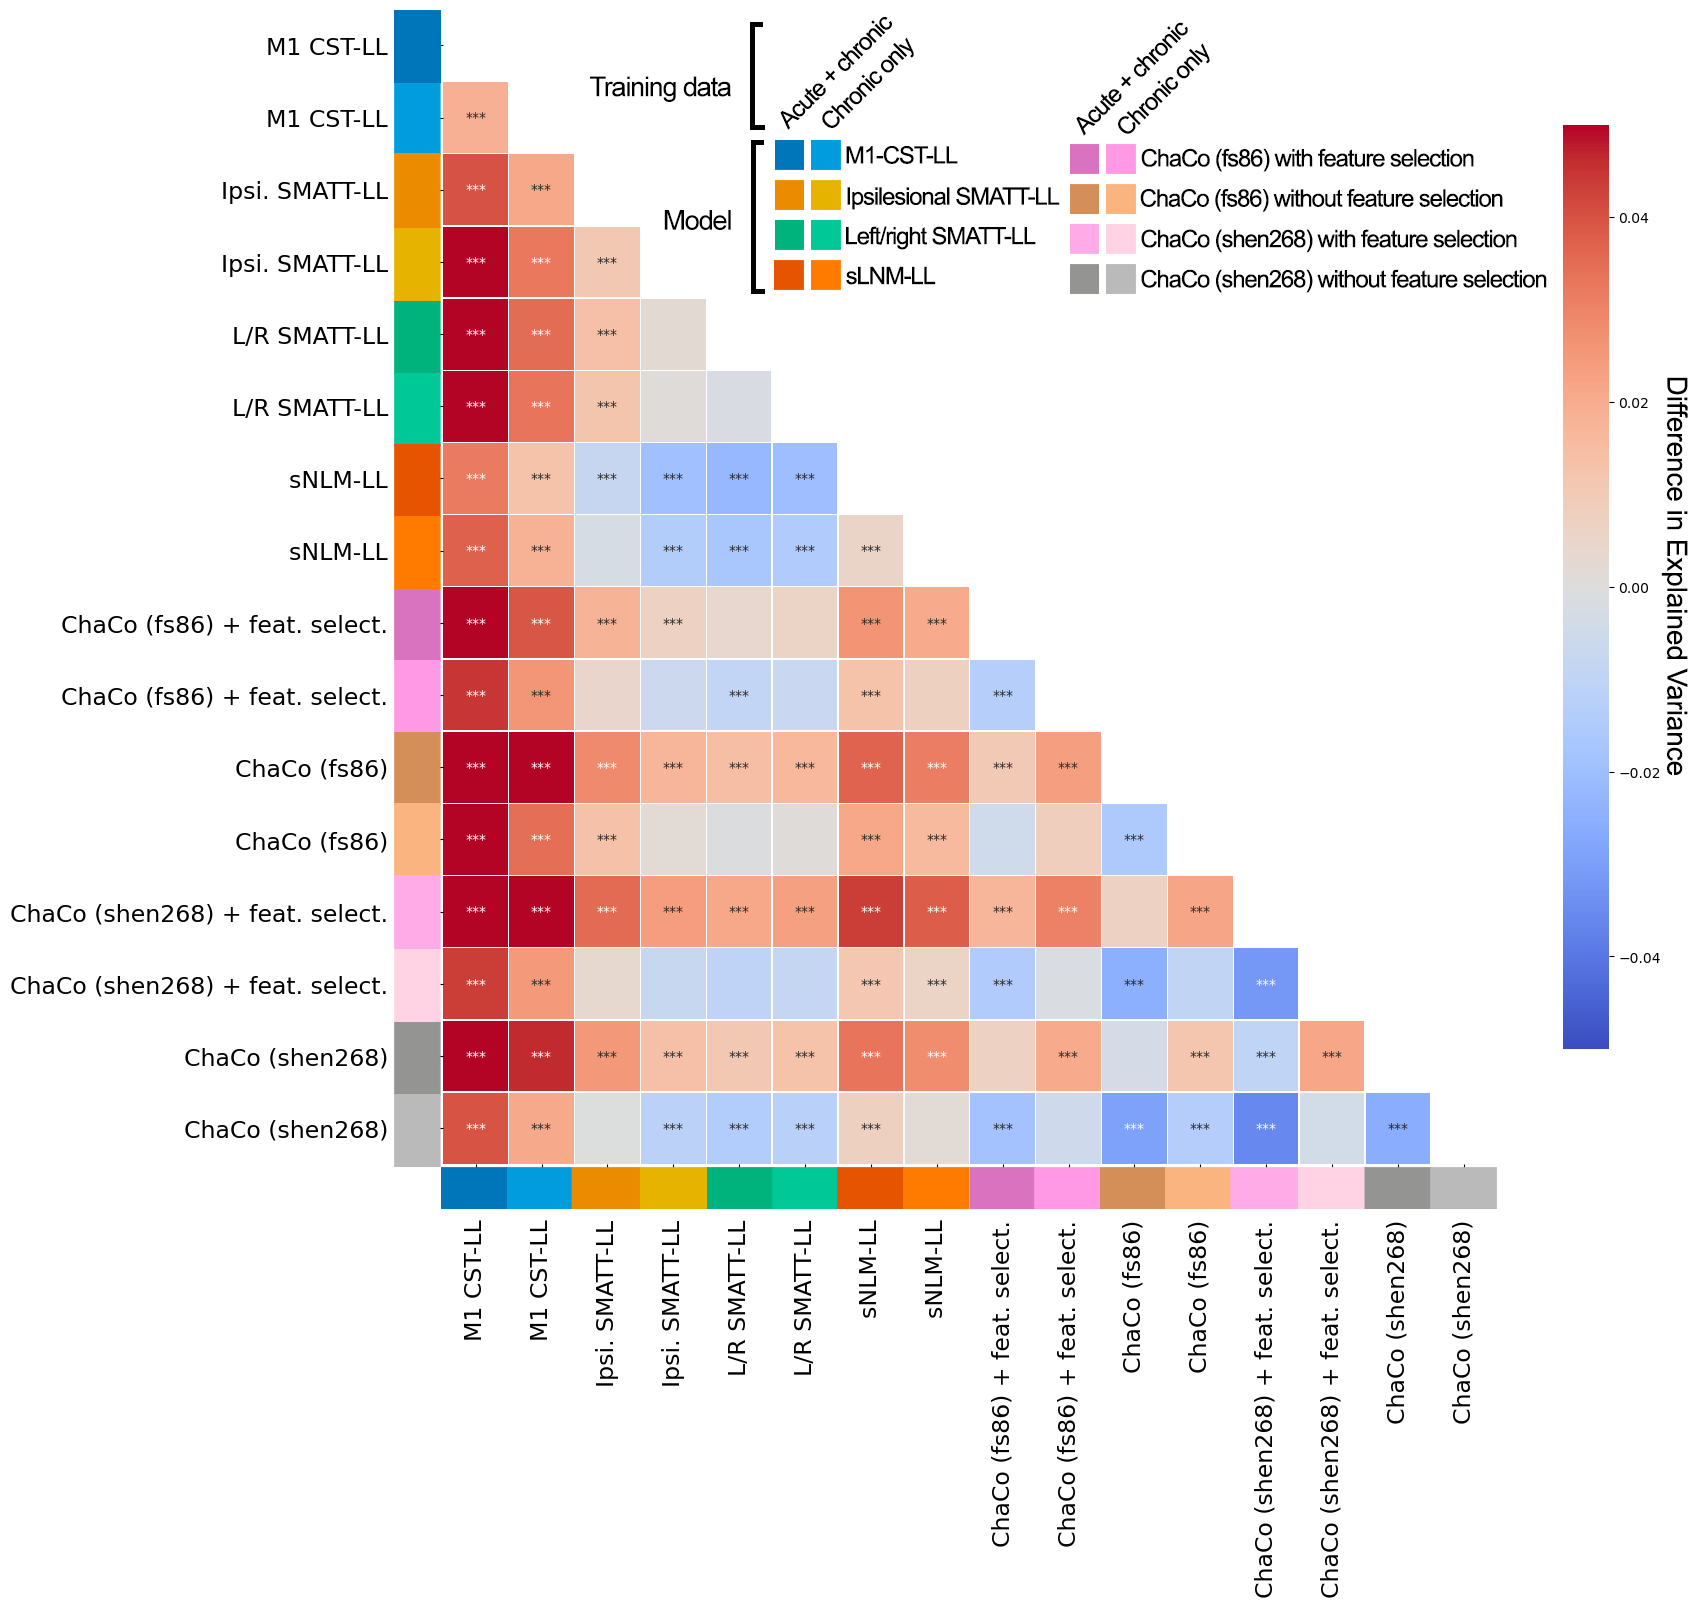 Training data
Acute + chronic
Chronic only
Acute + chronic
Chronic only
Model
M1-CST-LL
Ipsilesional SMATT-LL
Left/right SMATT-LL
sLNM-LL
ChaCo (fs86) with feature selection
ChaCo (fs86) without feature selection
ChaCo (shen268) with feature selection
ChaCo (shen268) without feature selection
M1 CST-LL
M1 CST-LL
***
Ipsi. SMATT-LL
*** ***
Ipsi. SMATT-LL
*** *** ***
L/R SMATT-LL
*** *** ***
L/R SMATT-LL
*** *** ***
sNLM-LL
*** *** *** *** *** ***
sNLM-LL
*** *** *** *** *** ***
ChaCo (fs86) + feat. select.
*** *** *** *** *** ***
ChaCo (fs86) + feat. select.
*** *** *** *** ***
ChaCo (fs86)
*** *** *** *** *** *** *** *** *** ***
ChaCo (fs86)
*** *** *** *** *** ***
ChaCo (shen268) + feat. select.
*** *** *** *** *** *** *** *** *** *** ***
ChaCo (shen268) + feat. select.
*** *** *** *** *** *** ***
ChaCo (shen268)
*** *** *** *** *** *** *** *** *** *** *** ***
ChaCo (shen268)
*** *** *** *** *** *** *** *** *** *** ***
M1 CST-LL
M1 CST-LL
Ipsi. SMATT-LL
Ipsi. SMATT-LL
L/R SMATT-LL
L/R SMATT-LL
sNLM-LL
sNLM-LL
ChaCo (fs86) + feat. select.
ChaCo (fs86) + feat. select.
ChaCo (fs86)
ChaCo (fs86)
ChaCo (shen268) + feat. select.
ChaCo (shen268) + feat. select.
ChaCo (shen268)
ChaCo (shen268)
0.04
0.02
0.00
−0.02
−0.04
Difference in Explained Variance